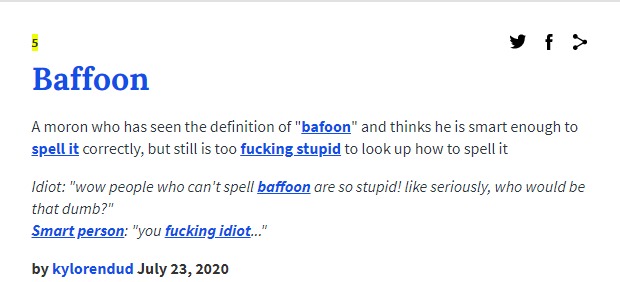 5
Baffoon
A moron who has seen the definition of "bafoon" and thinks he is smart enough to
spell it correctly, but still is too fucking stupid to look up how to spell it
Idiot: "wow people who can't spell baffoon are so stupid! like seriously, who would be
that dumb?"
Smart person: "you fucking idiot..."
by kylorendud July 23, 2020